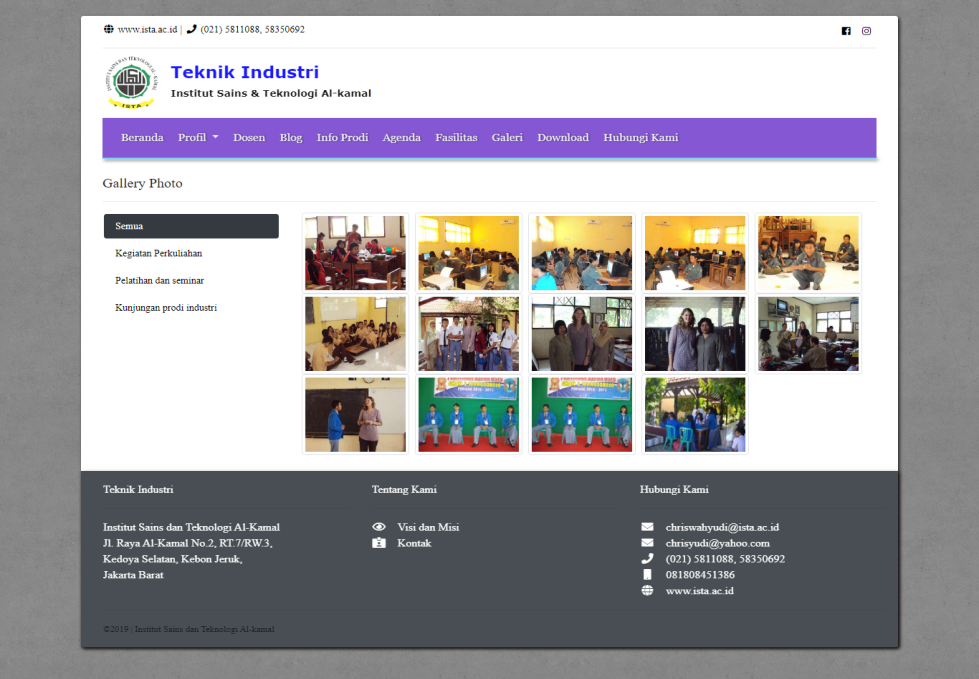 www.ista.ac.id | (021) 5811088, 58350692
Teknik Industri
Institut Sains & Teknologi Al-kamal
ISTA
Beranda Profil Dosen Blog Info Prodi Agenda Fasilitas Galeri Download Hubungi Kami
Gallery Photo
Semua
Kegiatan Perkuliahan
Pelatihan dan seminar
Kunjungan prodi industri
Teknik Industri
Institut Sains dan Teknologi Al-Kamal
Jl. Raya Al-Kamal No.2, RT.7/RW.3,
Kedoya Selatan, Kebon Jeruk,
Jakarta Barat
Tentang Kami
Visi dan Misi
Kontak
Hubungi Kami
chriswahyudi@ista.ac.id
chrisyudi@yahoo.com
(021) 5811088, 58350692
081808451386
www.ista.ac.id
©2019 | Institut Sains dan Teknologi Al-kamal